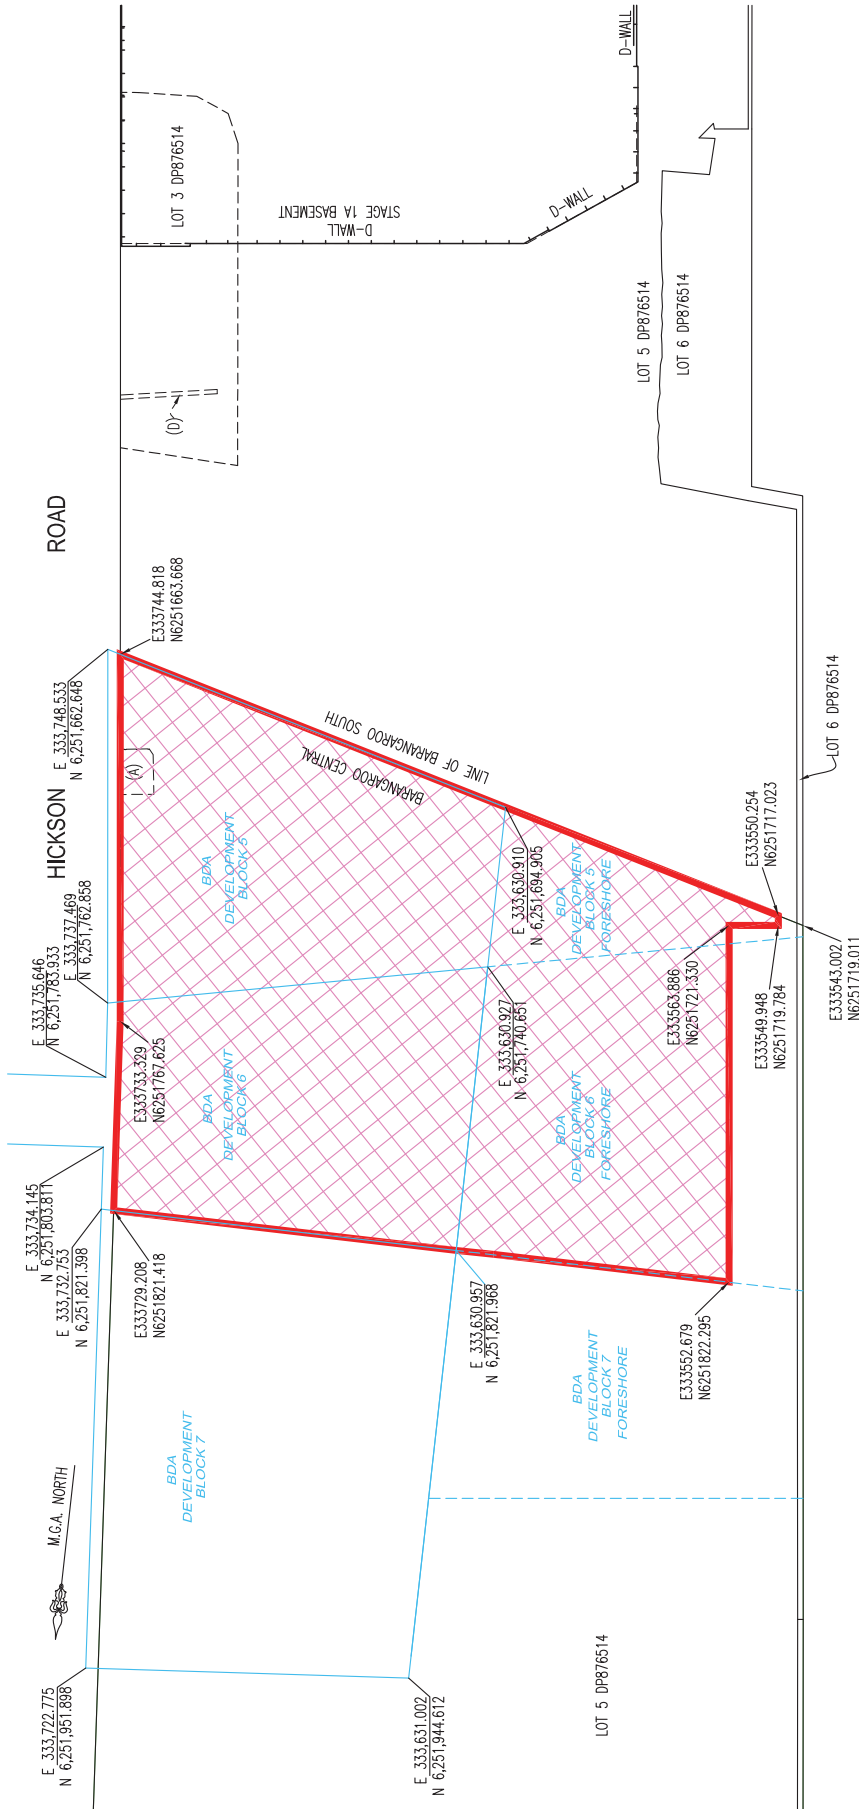 HICKSON
ROAD
M.G.A. NORTH
E 333,722.775
N 6,251,951.898
E 333,734.145
N 6,251,803.811
E 333,732.753
N 6,251,821.398
E333729.208
N6251821.418
E 333,735.646
N 6,251,783.933
E 333,737.469
N 6,251,762.858
E333733.329
N6251767.625
E 333,748.533
N 6,251,662.648
E333744.818
N6251663.668
(A)
(D)
LOT 3 DP876514
D-WALL
STAGE 1A BASEMENT
D-WALL
D-WALL
BDA
DEVELOPMENT
BLOCK 7
BDA
DEVELOPMENT
BLOCK 6
BDA
DEVELOPMENT
BLOCK 5
LINE OF BARANGAROO SOUTH
BARANGAROO CENTRAL
E 333,631.002
N 6,251,944.612
E 333,630.957
N 6,251,821.968
E 333,630.927
N 6,251,740.651
E 333,630.910
N 6,251,694.905
BDA
DEVELOPMENT
BLOCK 7
FORESHORE
BDA
DEVELOPMENT
BLOCK 6
FORESHORE
BDA
DEVELOPMENT
BLOCK 5
FORESHORE
LOT 5 DP876514
E333552.679
N6251822.295
E333563.886
N6251721.330
E333549.948
N6251719.784
E333550.254
N6251717.023
E333543.002
N6251719.011
LOT 5 DP876514
LOT 6 DP876514
LOT 6 DP876514